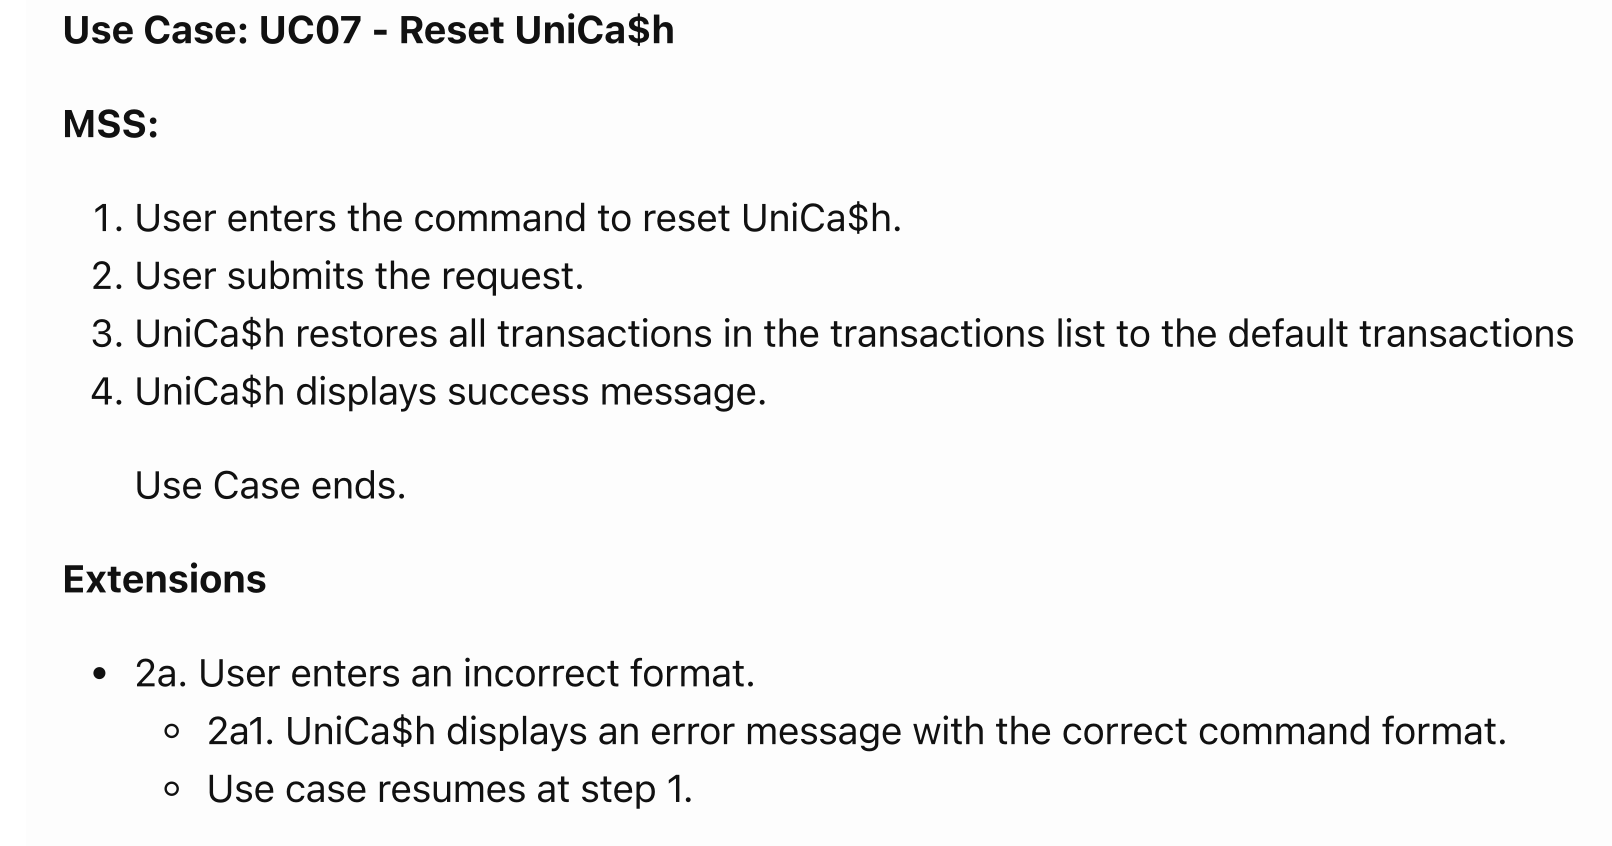 Use Case: UC07 - Reset UniCa$h
MSS:
1. User enters the command to reset UniCa$h.
2. User submits the request.
3. UniCa$h restores all transactions in the transactions list to the default transactions
4. UniCa$h displays success message.
Use Case ends.
Extensions
• 2a. User enters an incorrect format.
◦ 2a1. UniCa$h displays an error message with the correct command format.
◦ Use case resumes at step 1.